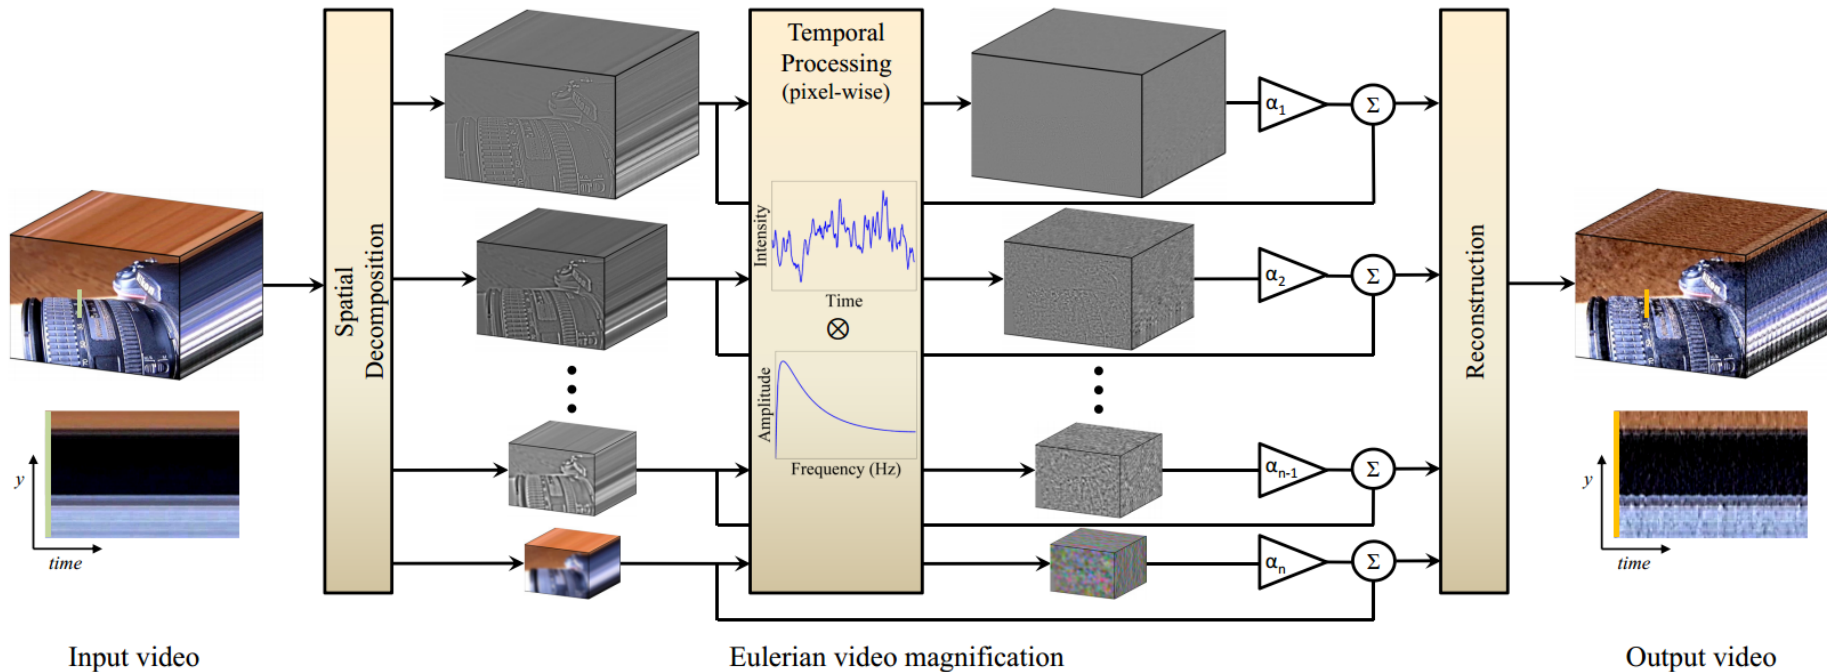 Temporal
Processing
(pixel-wise)
α1
Σ
Intensity
Time
⊗
α2
Σ
Spatial
Decomposition
Reconstruction
Amplitude
Frequency (Hz)
αn-1
Σ
αn
Σ
y
time
y
time
Input video
Eulerian video magnification
Output video